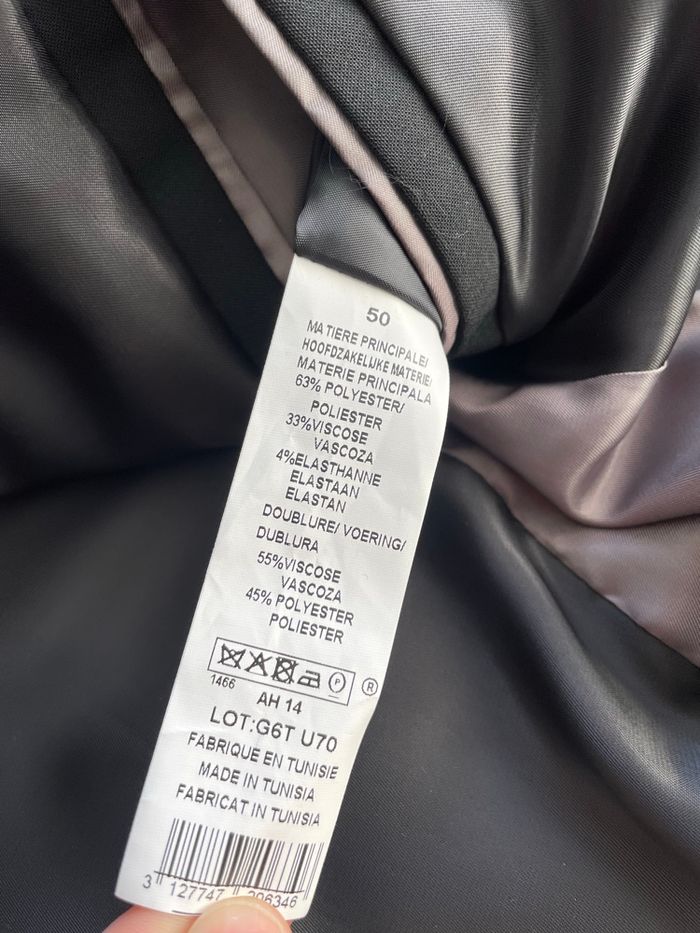 50
MATIERE PRINCIPALE/
HOOFDZAKELIJKE MATERIE/
MATERIE PRINCIPALA
63% POLYESTER/
POLIESTER
33%VISCOSE
VASCOZA
4%ELASTHANNE
ELASTAAN
ELASTAN
DOUBLURE/ VOERING/
DUBLURA
55%VISCOSE
VASCOZA
45% POLYESTER
POLIESTER
P ®
1466
AH 14
LOT:G6T U70
FABRIQUE EN TUNISIE
MADE IN TUNISIA
FABRICAT IN TUNISIA
3 127747 206346